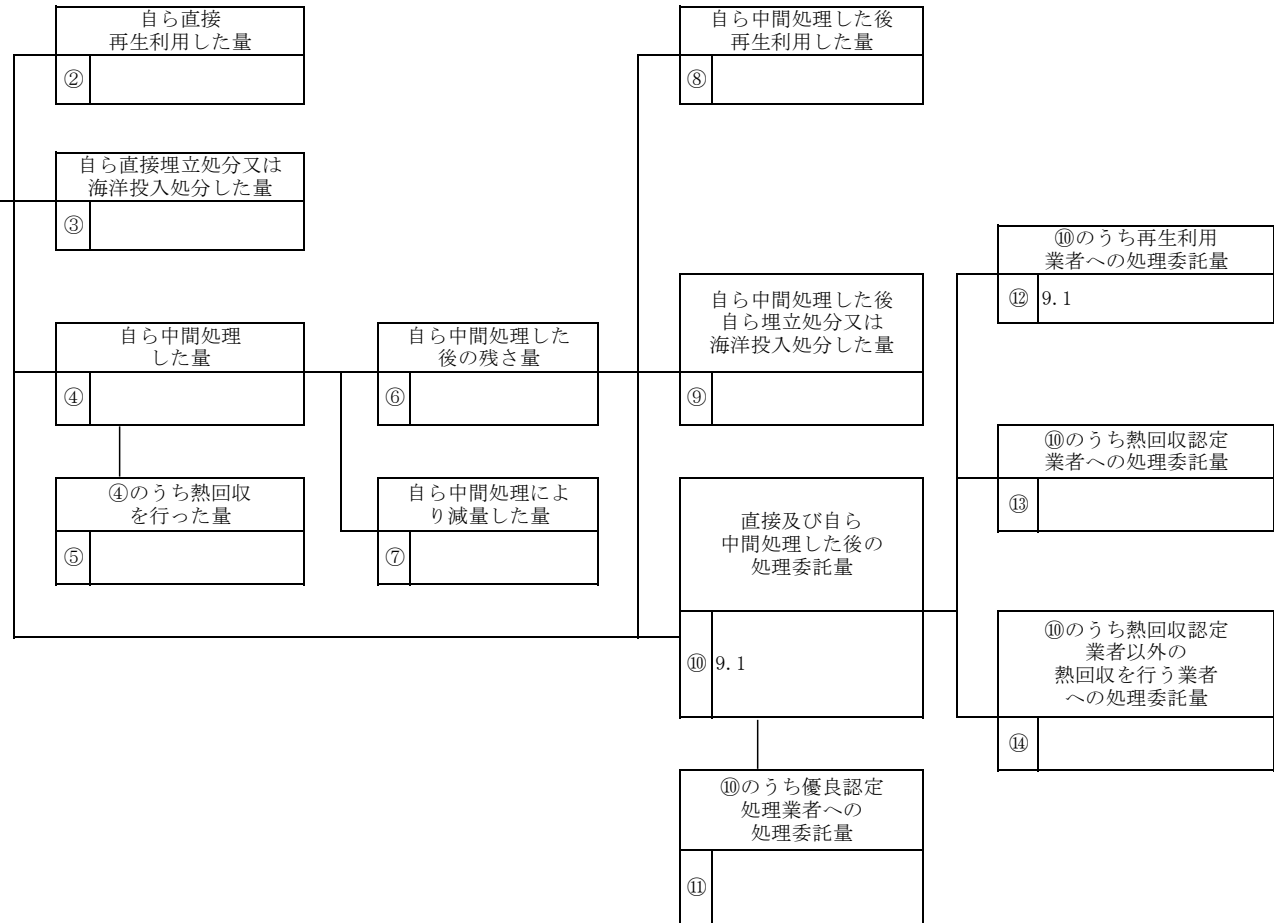 自ら直接
再生利用した量
②
自ら中間処理した後
再生利用した量
⑧
自ら直接埋立処分又は
海洋投入処分した量
③
⑩のうち再生利用
業者への処理委託量
⑫ 9.1
自ら中間処理
した量
④
自ら中間処理した
後の残さ量
⑥
自ら中間処理した後
自ら埋立処分又は
海洋投入処分した量
⑨
⑩のうち熱回収認定
業者への処理委託量
⑬
④のうち熱回収
を行った量
⑤
自ら中間処理によ
り減量した量
⑦
直接及び自ら
中間処理した後の
処理委託量
⑩ 9.1
⑩のうち熱回収認定
業者以外の
熱回収を行う業者
への処理委託量
⑭
⑩のうち優良認定
処理業者への
処理委託量
⑪